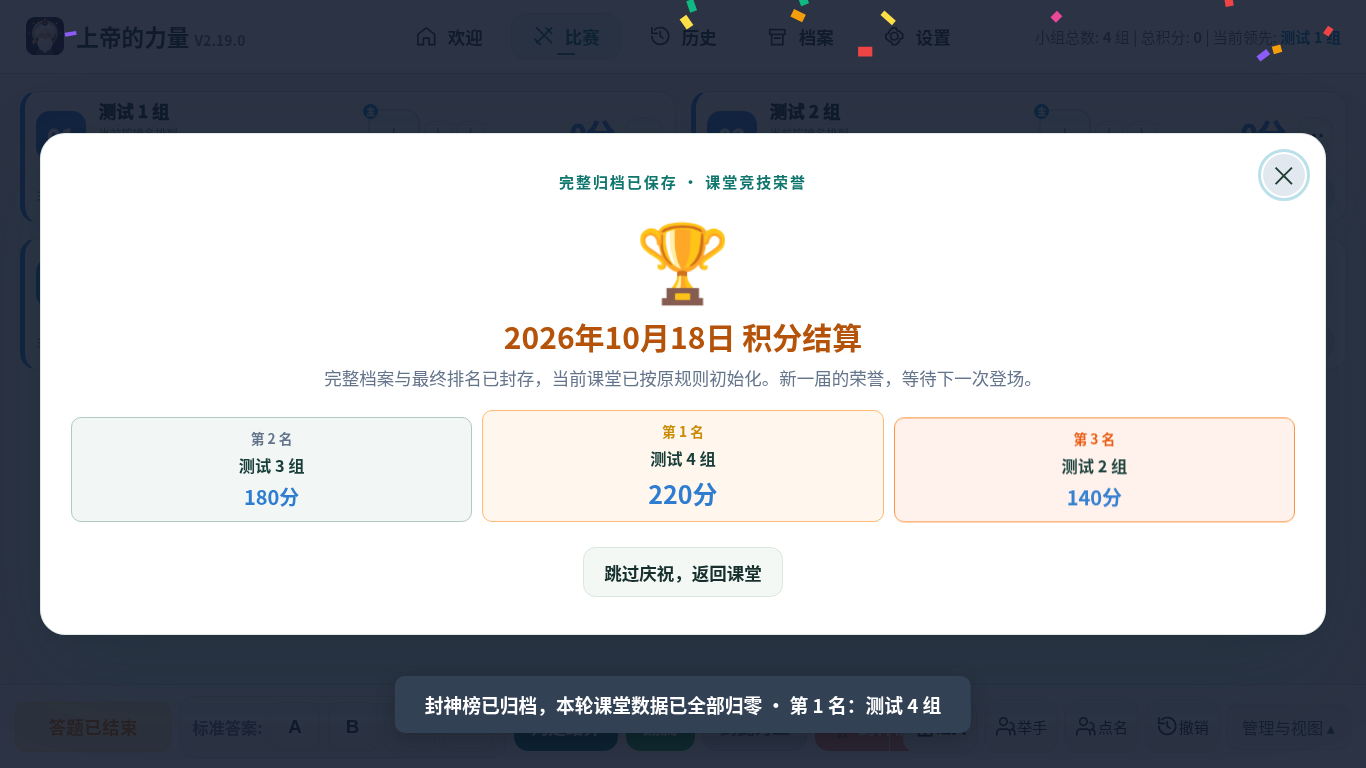 上帝的力量 V2.19.0
欢迎
比赛
历史
档案
设置
小组总数: 4 组 | 总积分: 0 | 当前领先: 测试 1 组
测试 1 组
测试 2 组
完整归档已保存 · 课堂竞技荣誉
2026年10月18日 积分结算
完整档案与最终排名已封存，当前课堂已按原规则初始化。新一届的荣誉，等待下一次登场。
第 2 名
测试 3 组
180分
第 1 名
测试 4 组
220分
第 3 名
测试 2 组
140分
跳过庆祝，返回课堂
封神榜已归档，本轮课堂数据已全部归零 · 第 1 名：测试 4 组
答题已结束
标准答案:
A
B
举手
点名
撤销
管理与视图 ▴